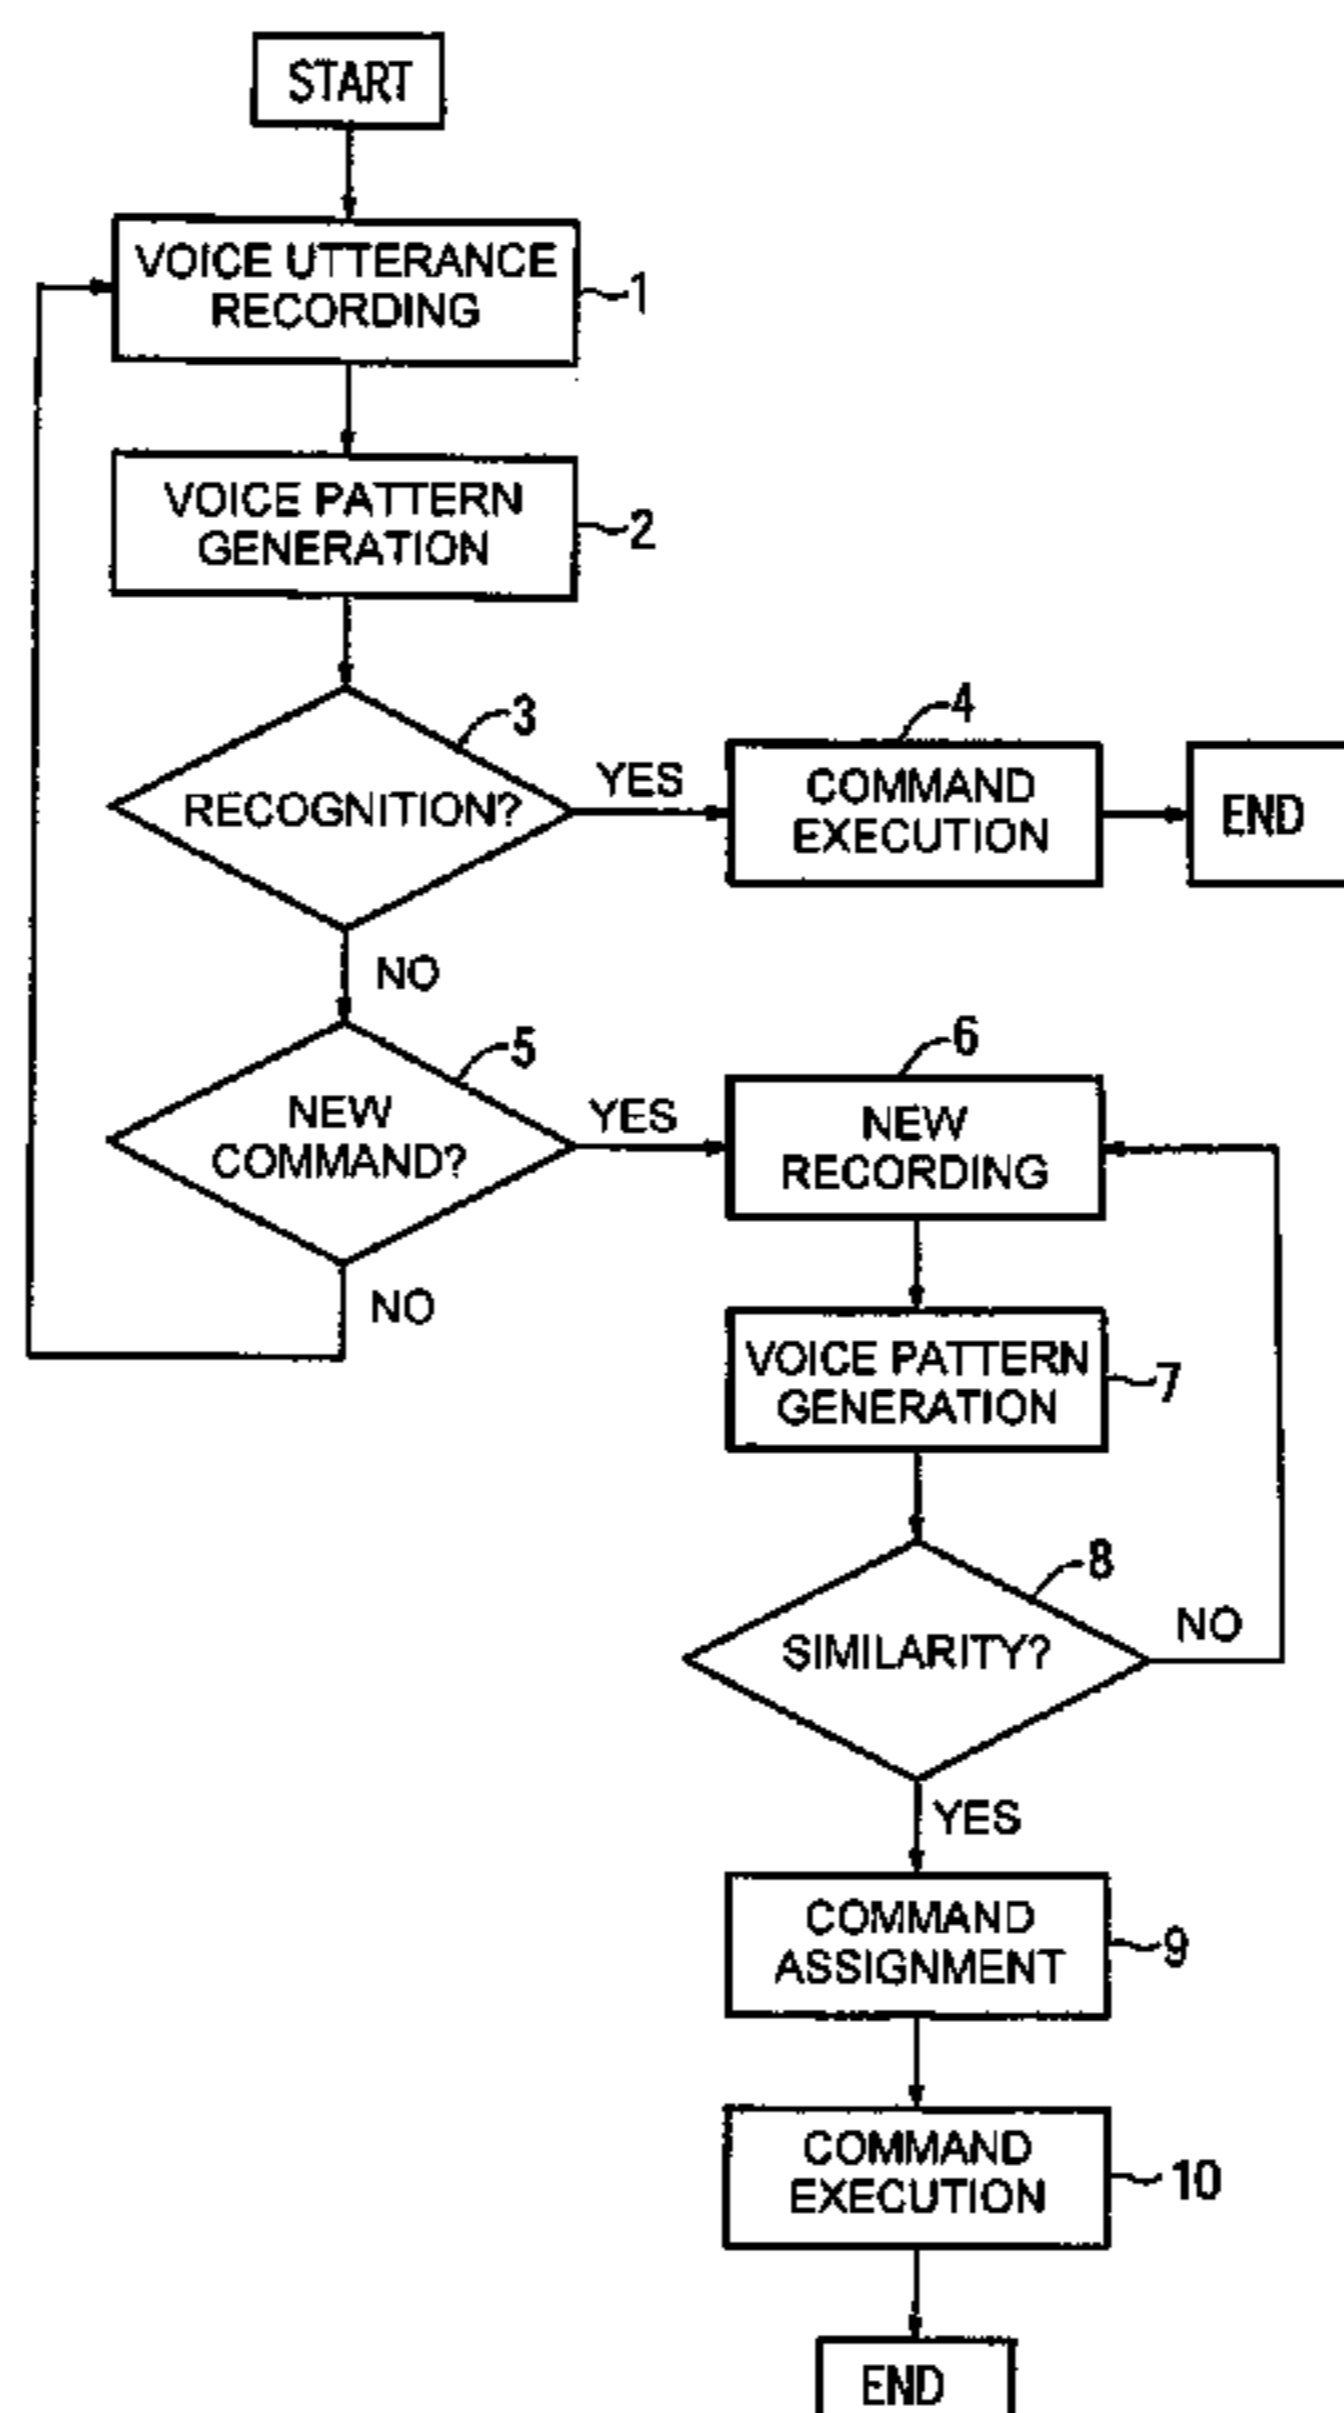 START
VOICE UTTERANCE
RECORDING
1
VOICE PATTERN
GENERATION
2
3
RECOGNITION?
YES
4
COMMAND
EXECUTION
END
NO
5
NEW
COMMAND?
YES
6
NEW
RECORDING
NO
VOICE PATTERN
GENERATION
7
8
SIMILARITY?
NO
YES
COMMAND
ASSIGNMENT
9
COMMAND
EXECUTION
10
END